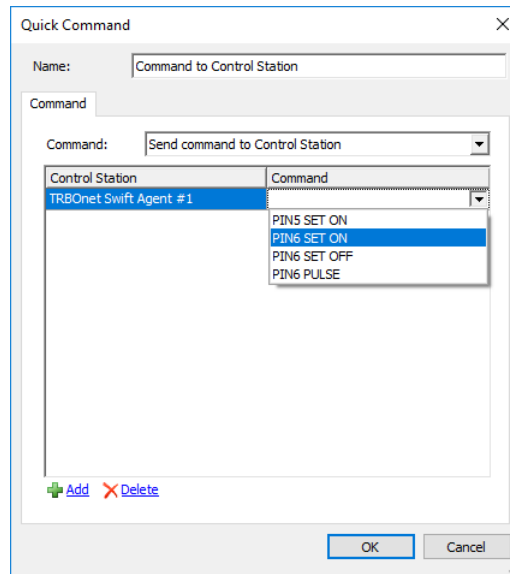 Quick Command
Name: Command to Control Station
Command
Command: Send command to Control Station
Control Station Command
TRBOnet Swift Agent #1
PIN5 SET ON
PIN6 SET ON
PIN6 SET OFF
PIN6 PULSE
Add Delete
OK Cancel